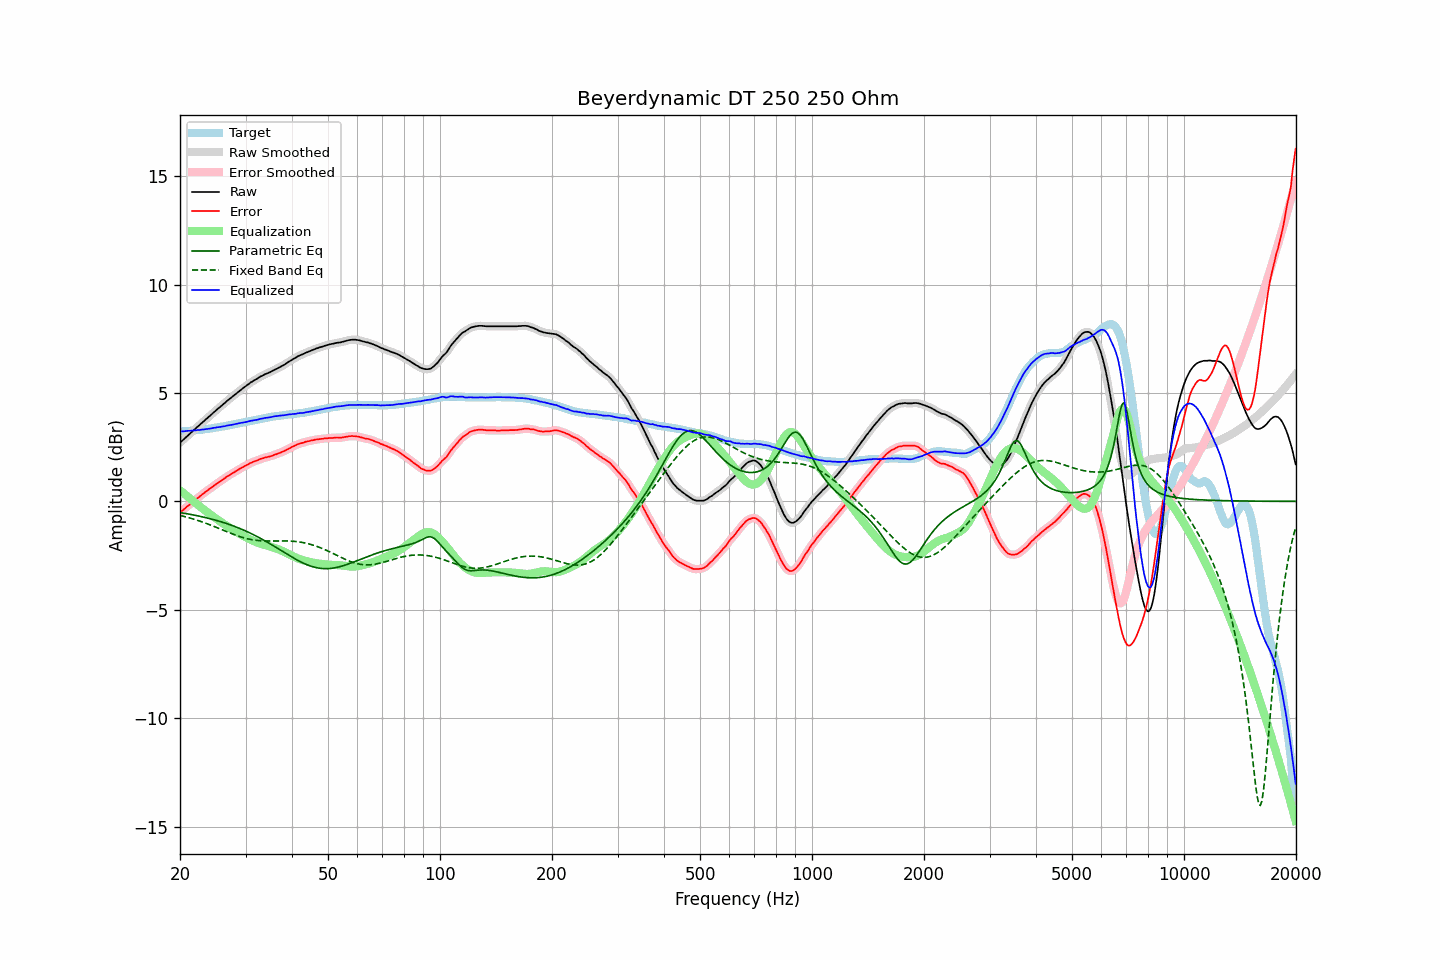 Beyerdynamic DT 250 250 Ohm
Target
Raw Smoothed
Error Smoothed
Raw
Error
Equalization
Parametric Eq
Fixed Band Eq
Equalized
15
10
5
0
−5
−10
−15
Amplitude (dBr)
20 50 100 200 500 1000 2000 5000 10000 20000
Frequency (Hz)